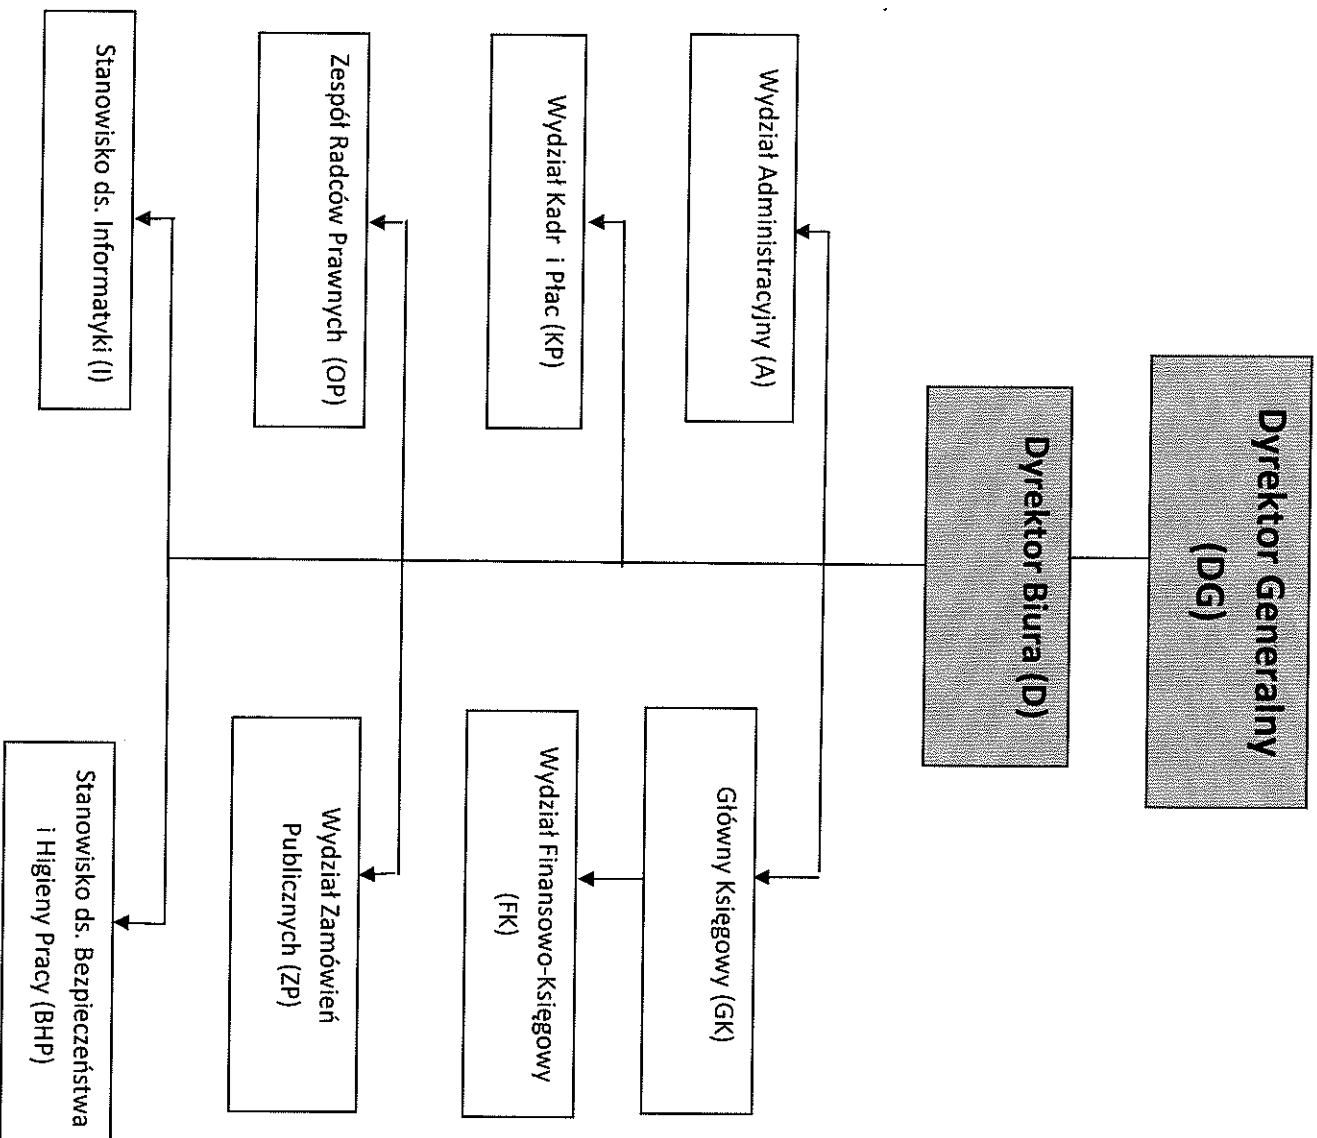 Dyrektor Generalny
(DG)
Dyrektor Biura (D)
Wydział Administracyjny (A)
Główny Księgowy (GK)
Wydział Kadr i Płac (KP)
Wydział Finansowo-Księgowy
(FK)
Zespół Radców Prawnych (OP)
Wydział Zamówień
Publicznych (ZP)
Stanowisko ds. Informatyki (I)
Stanowisko ds. Bezpieczeństwa
i Higieny Pracy (BHP)